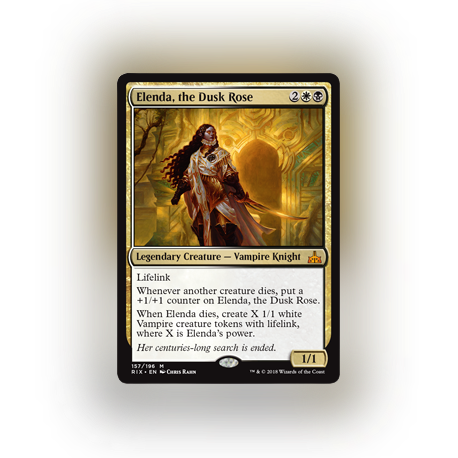 Elenda, the Dusk Rose 2
Legendary Creature — Vampire Knight
Lifelink
Whenever another creature dies, put a
+1/+1 counter on Elenda, the Dusk Rose.
When Elenda dies, create X 1/1 white
Vampire creature tokens with lifelink,
where X is Elenda's power.
Her centuries-long search is ended.
1/1
157/196 M
RIX • EN Chris Rahn
™ & © 2018 Wizards of the Coast